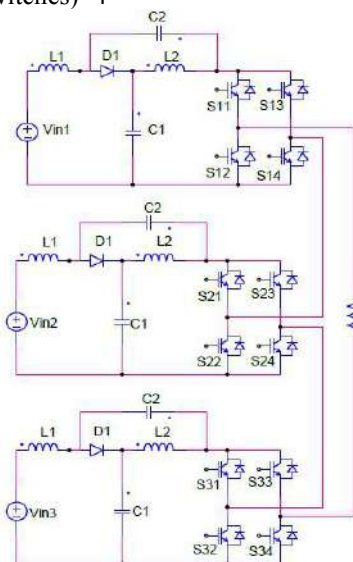 C2
L1 D1 L2
S11 S13
Vin1 C1
S12 S14
C2
L1 D1 L2
S21 S23
Vin2 C1
S22 S24
C2
L1 D1 L2
S31 S33
Vin3 C1
S32 S34